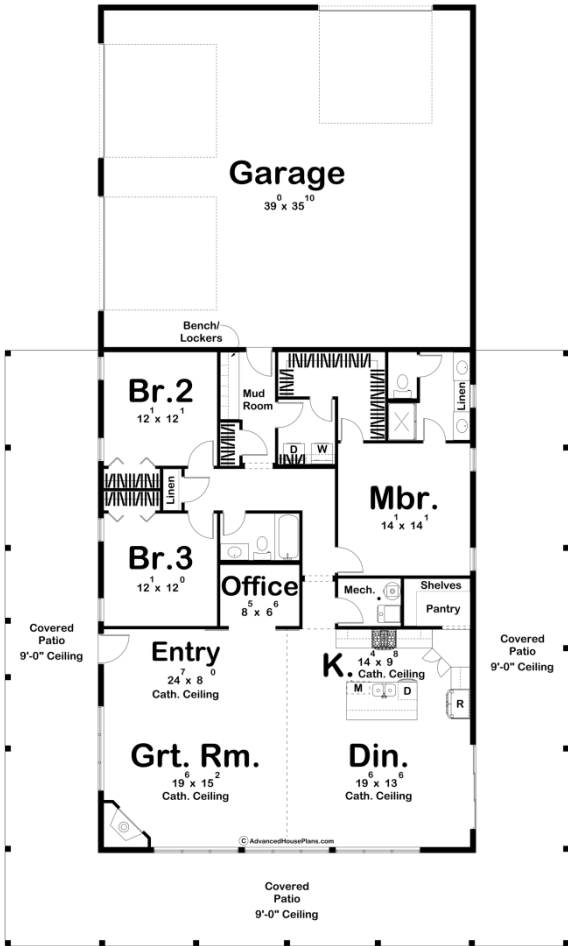 Garage
39⁰ x 35¹⁰
Bench/
Lockers
Br.2
12¹ x 12¹
Mud
Room
Linen
D
W
Linen
Mbr.
14¹ x 14¹
Br.3
12¹ x 12⁰
Office
8⁵ x 6⁶
Mech.
Shelves
Pantry
Covered
Patio
9'-0" Ceiling
Covered
Patio
9'-0" Ceiling
Entry
24⁷ x 8⁰
Cath. Ceiling
K.
14⁴ x 9⁸
Cath. Ceiling
M
D
R
Grt. Rm.
19⁶ x 15²
Cath. Ceiling
Din.
19⁶ x 13⁶
Cath. Ceiling
© AdvancedHousePlans.com
Covered
Patio
9'-0" Ceiling